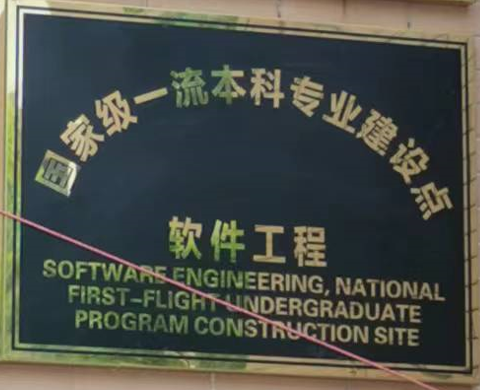 国家级一流本科专业建设点
软件工程
SOFTWARE ENGINEERING, NATIONAL
FIRST-FLIGHT UNDERGRADUATE
PROGRAM CONSTRUCTION SITE